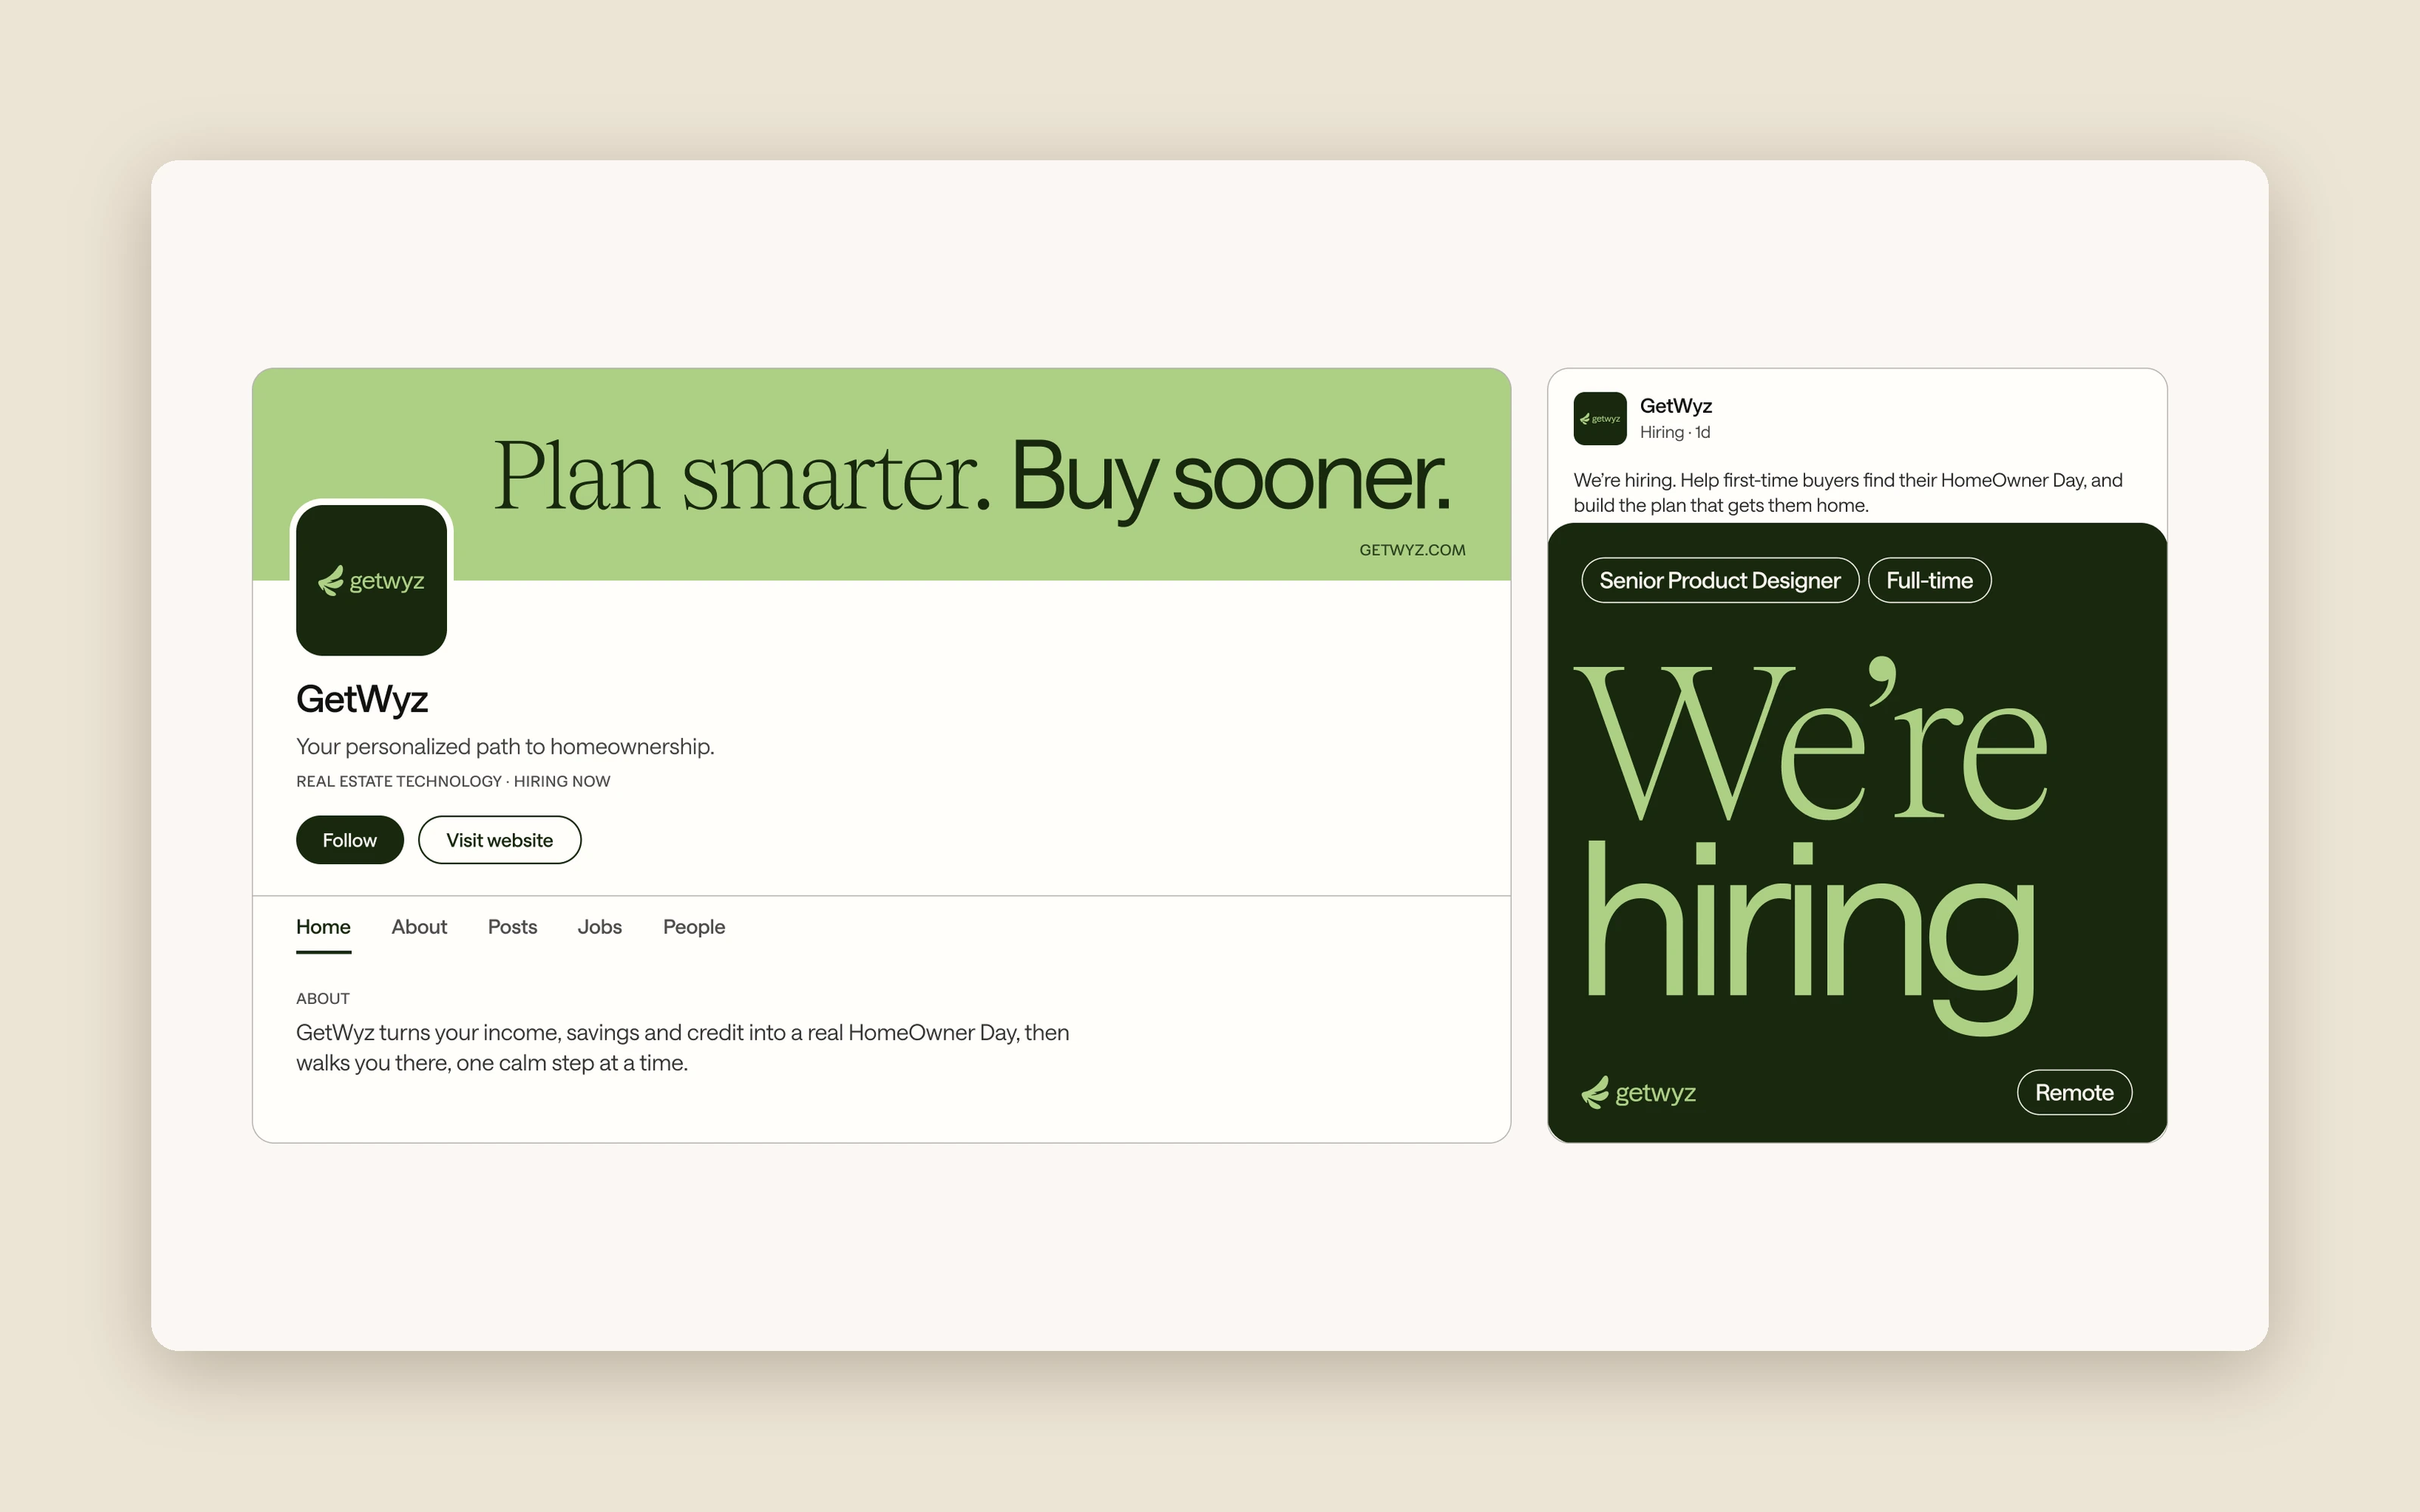 Plan smarter. Buy sooner.
GETWYZ.COM
getwyz
GetWyz
Your personalized path to homeownership.
REAL ESTATE TECHNOLOGY · HIRING NOW
Follow
Visit website
Home About Posts Jobs People
ABOUT
GetWyz turns your income, savings and credit into a real HomeOwner Day, then
walks you there, one calm step at a time.
getwyz
GetWyz
Hiring · 1d
We’re hiring. Help first-time buyers find their HomeOwner Day, and
build the plan that gets them home.
Senior Product Designer
Full-time
We’re
hiring
getwyz
Remote